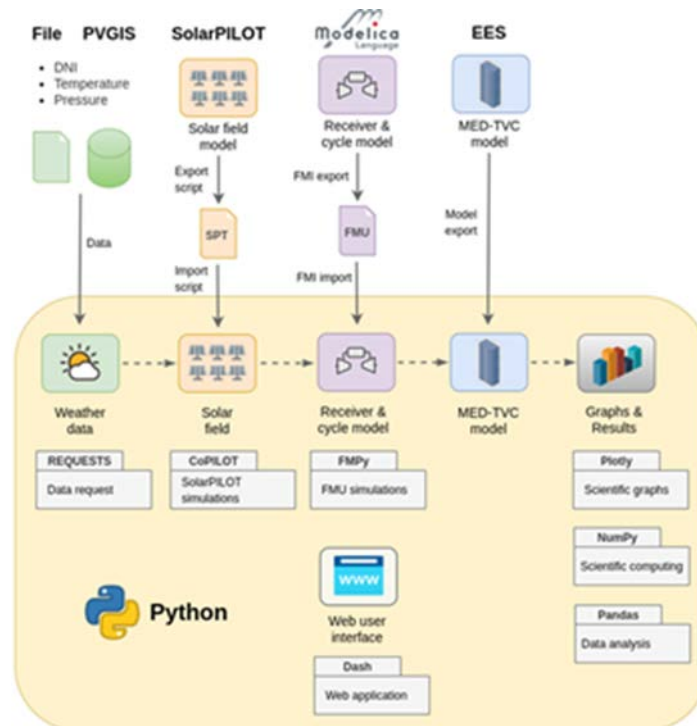 File PVGIS SolarPILOT Modelica EES
Language
• DNI
• Temperature
• Pressure
Solar field
model
Receiver &
cycle model
MED-TVC
model
Export
script
FMI export
Model
export
SPT
FMU
Data
Import
script
FMI import
Weather
data
Solar
field
Receiver &
cycle model
MED-TVC
model
Graphs &
Results
REQUESTS
Data request
CoPILOT
SolarPILOT
simulations
FMPy
FMU simulations
Plotly
Scientific graphs
NumPy
Scientific computing
Pandas
Data analysis
www
Web user
interface
Python
Dash
Web application